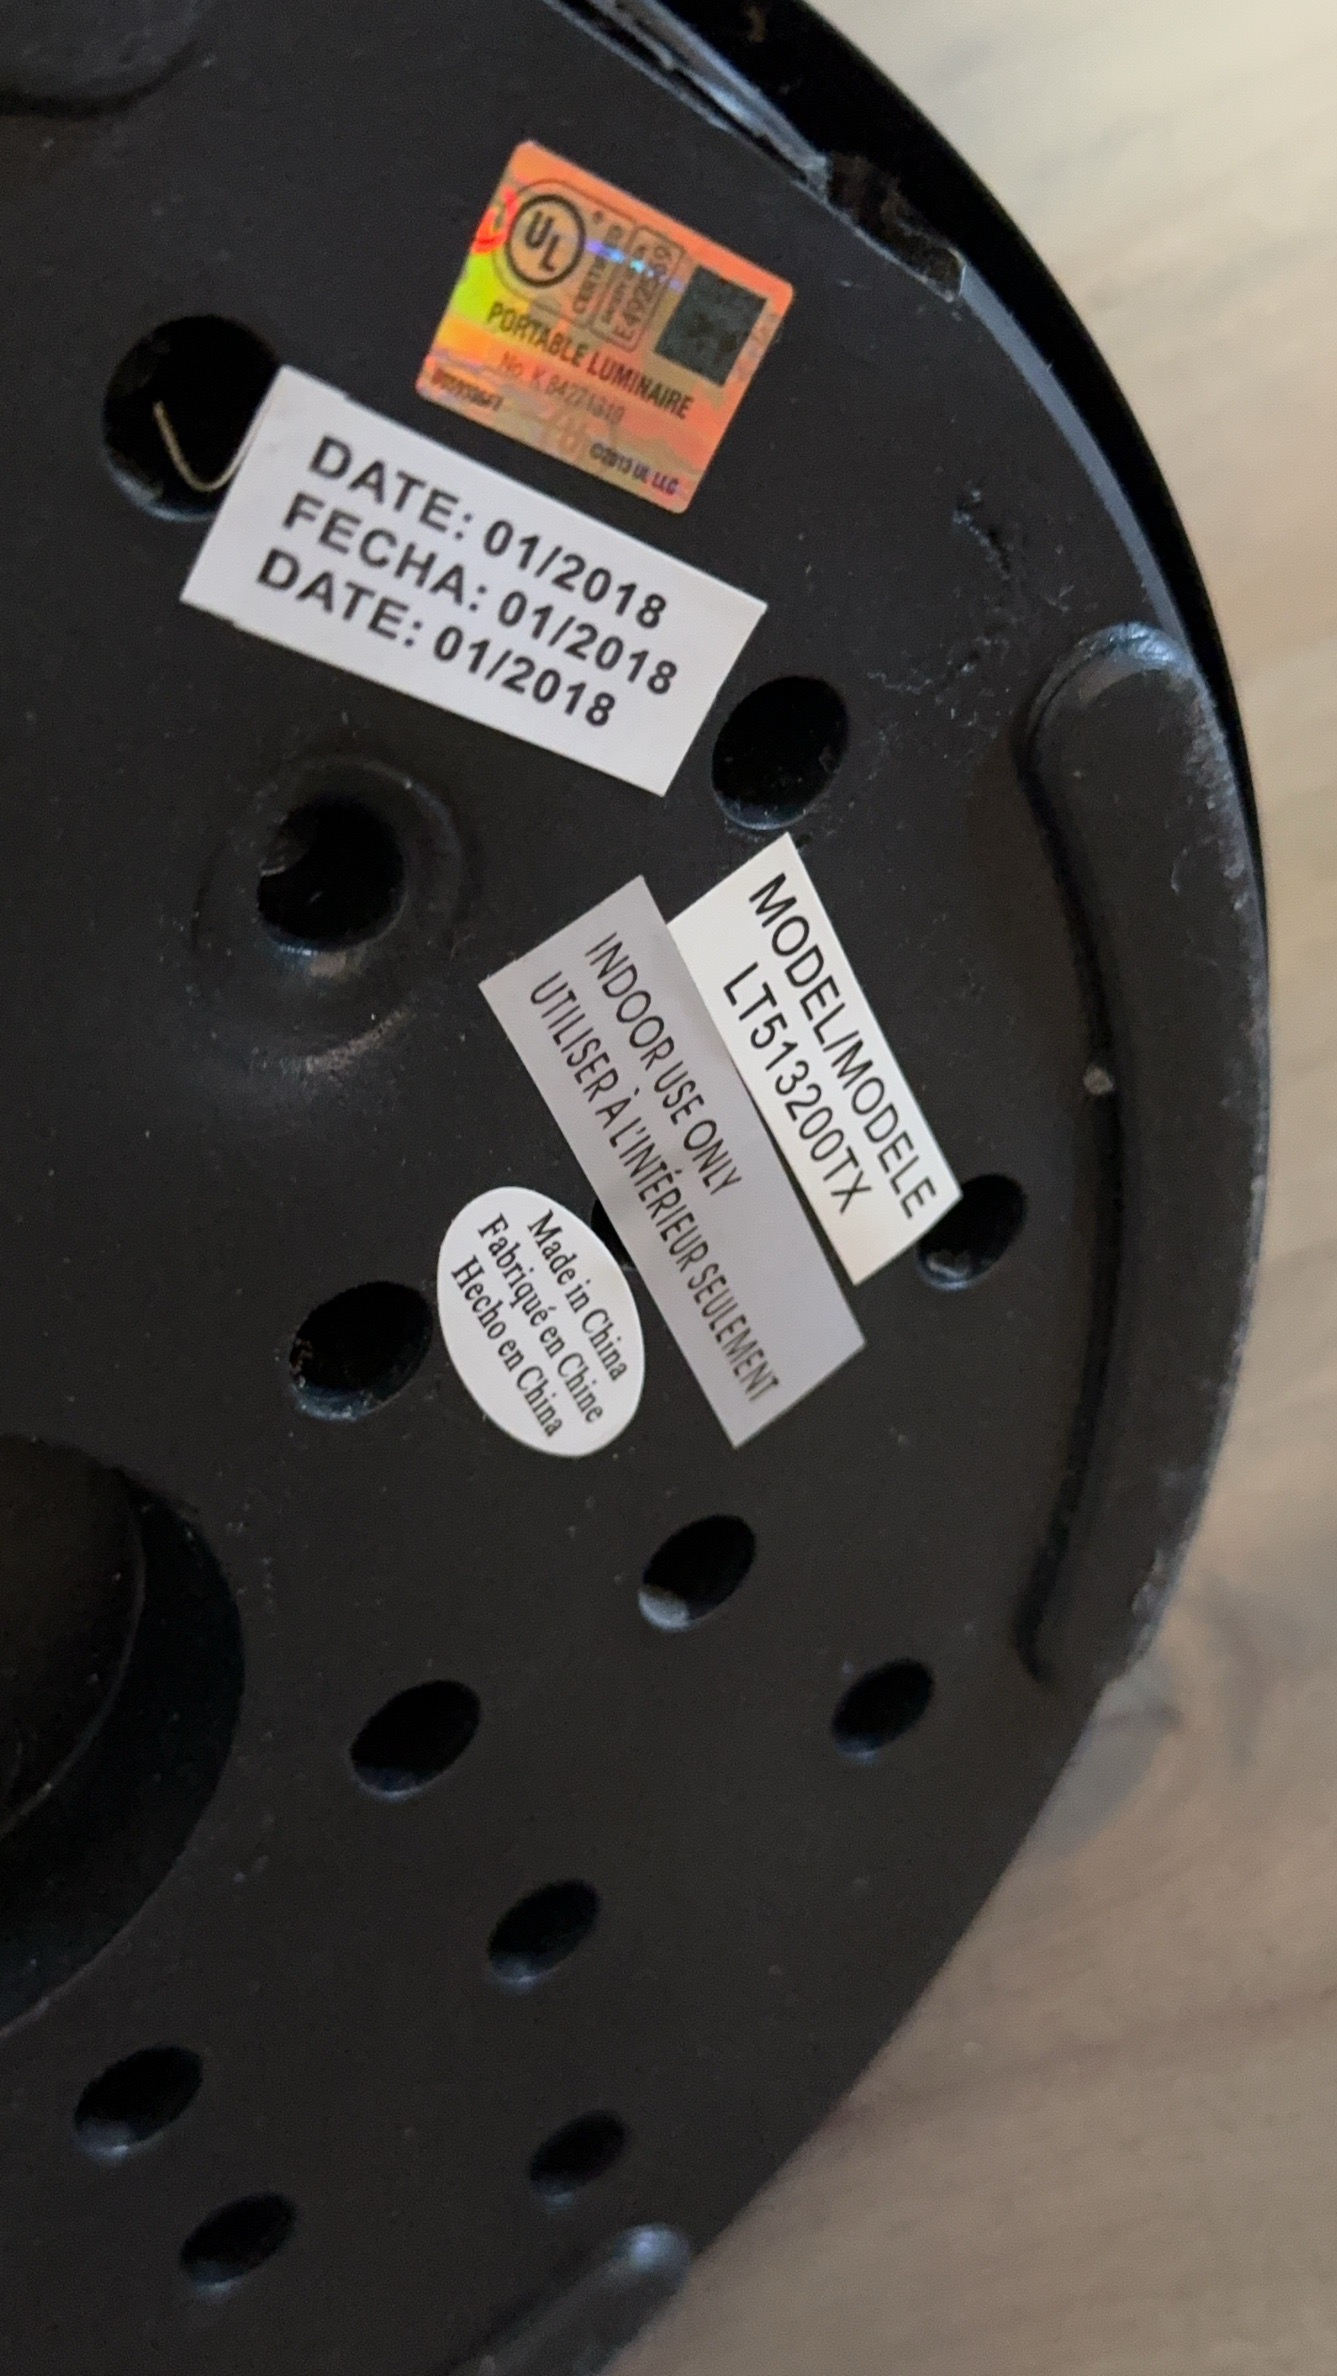 UL
PORTABLE LUMINAIRE
©2013 UL LLC
DATE: 01/2018
FECHA: 01/2018
DATE: 01/2018
MODEL/MODELE
LT513200TX
INDOOR USE ONLY
UTILISER À L'INTÉRIEUR SEULEMENT
Made in China
Fabriqué en Chine
Hecho en China